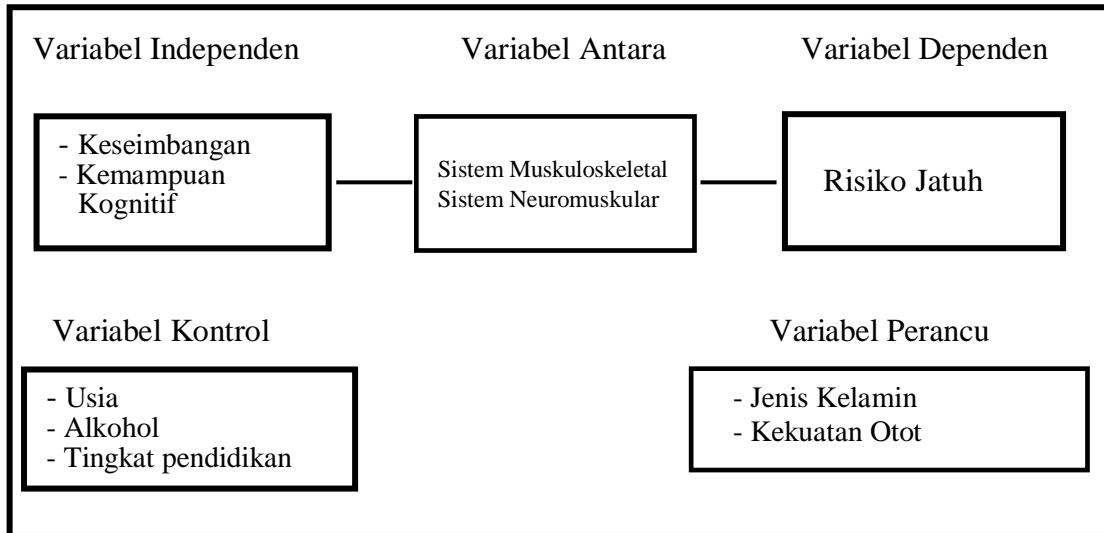 Variabel Independen
Variabel Antara
Variabel Dependen
- Keseimbangan
- Kemampuan
Kognitif
Sistem Muskuloskeletal
Sistem Neuromuskular
Risiko Jatuh
Variabel Kontrol
Variabel Perancu
- Usia
- Alkohol
- Tingkat pendidikan
- Jenis Kelamin
- Kekuatan Otot